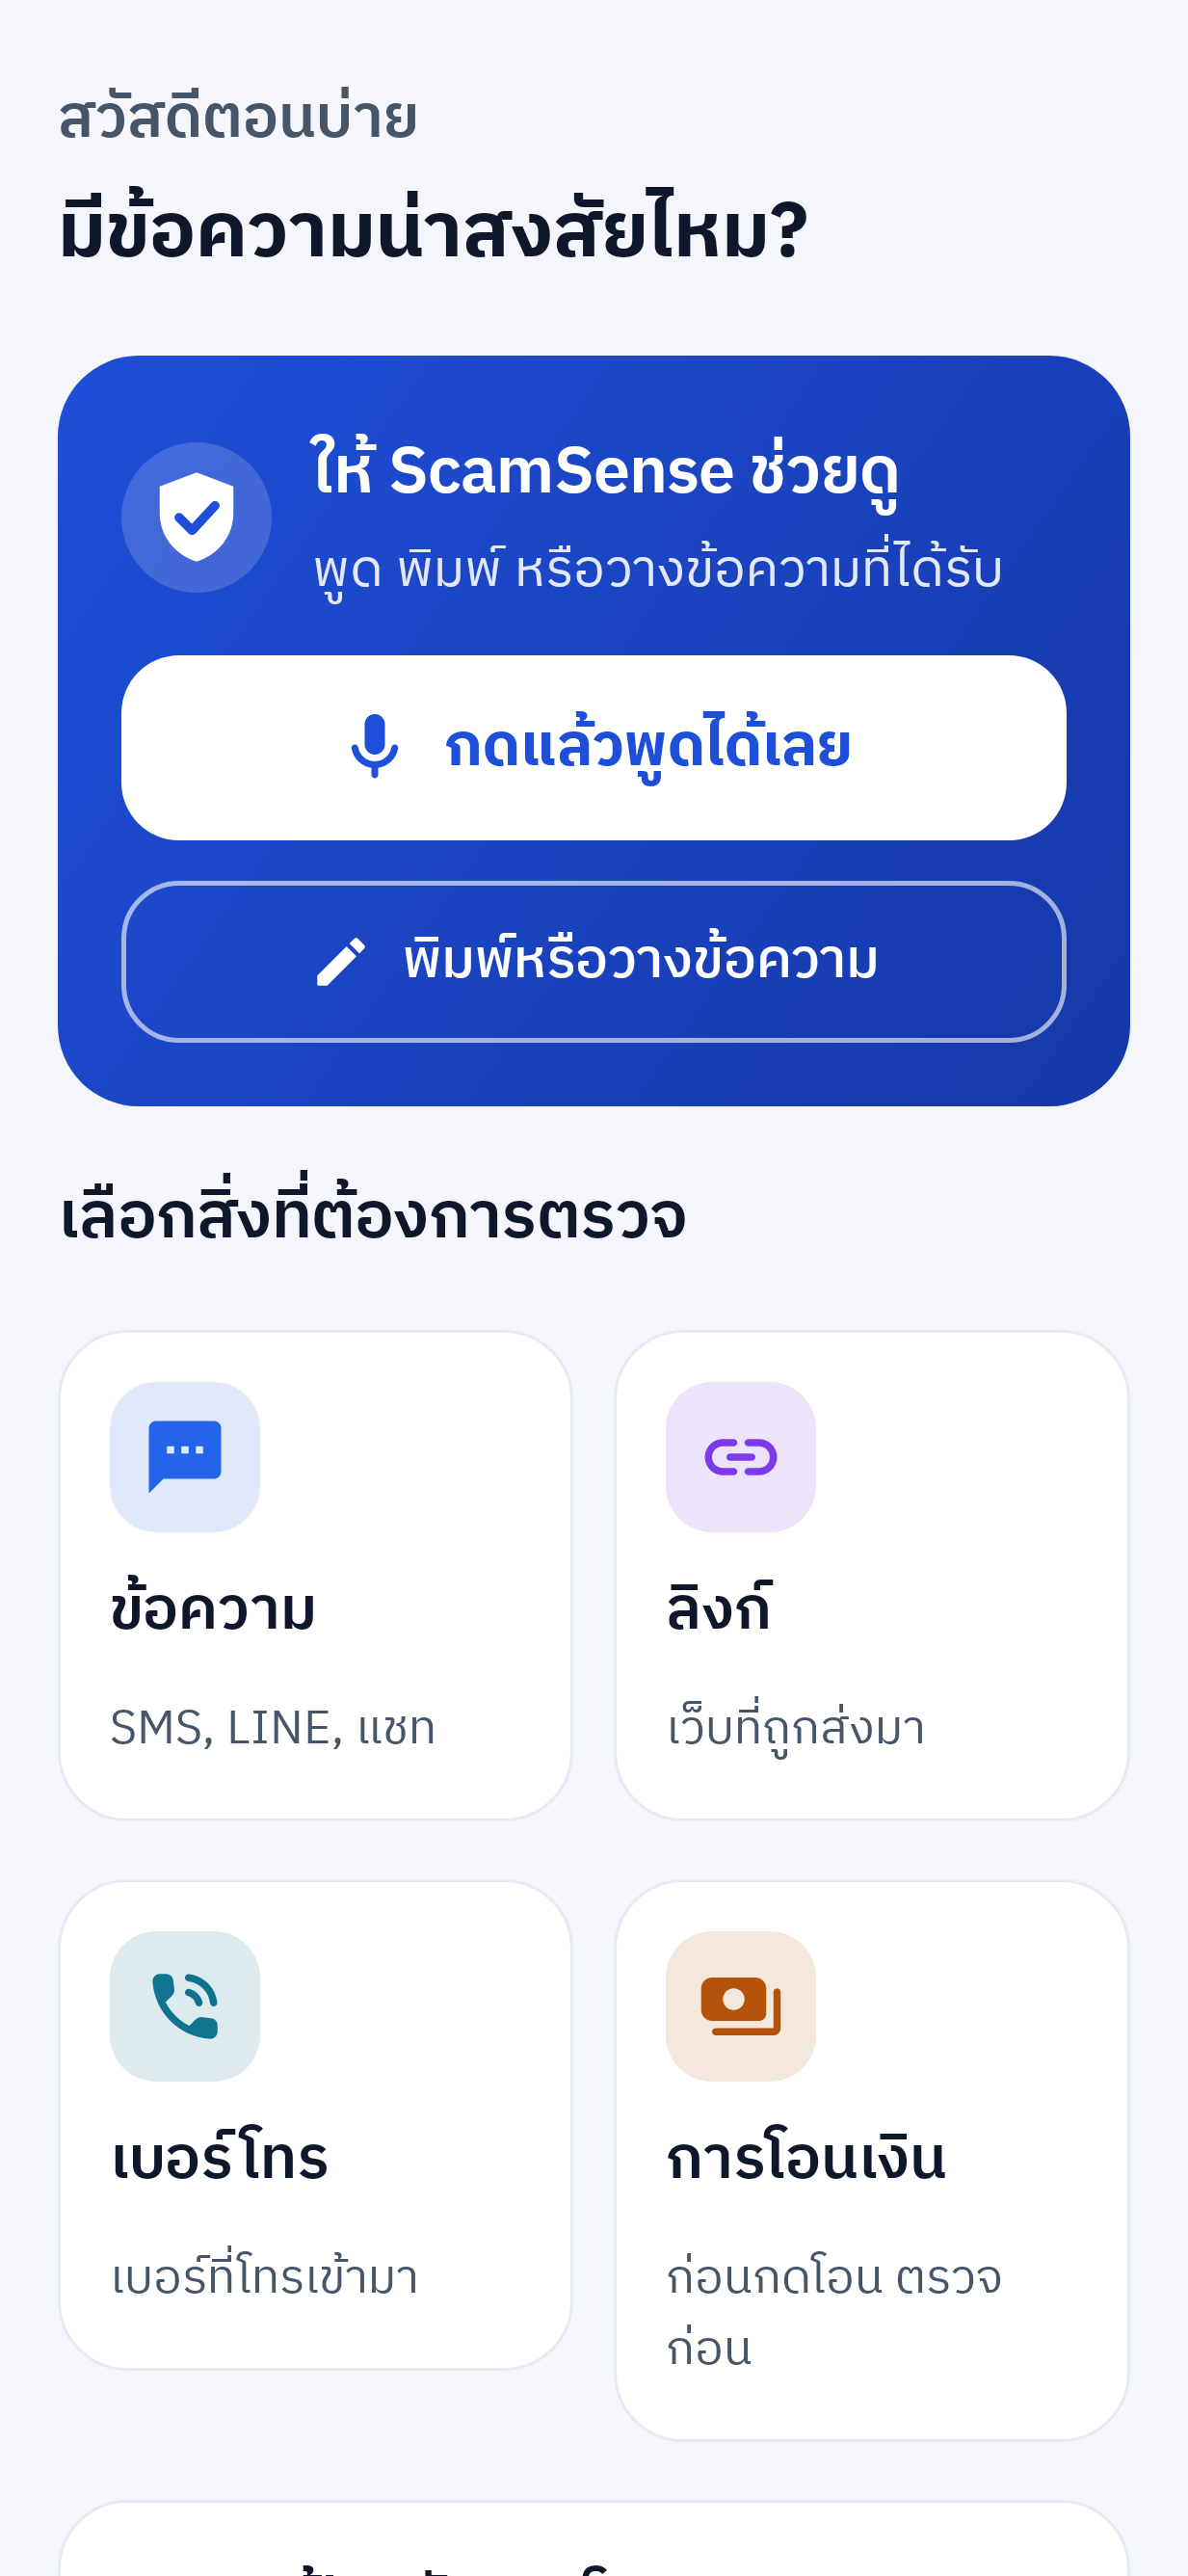 สวัสดีตอนบ่าย
มีข้อความน่าสงสัยไหม?
ให้ ScamSense ช่วยดู
พูด พิมพ์ หรือวางข้อความที่ได้รับ
กดแล้วพูดได้เลย
พิมพ์หรือวางข้อความ
เลือกสิ่งที่ต้องการตรวจ
ข้อความ
SMS, LINE, แชท
ลิงก์
เว็บที่ถูกส่งมา
เบอร์โทร
เบอร์ที่โทรเข้ามา
การโอนเงิน
ก่อนกดโอน ตรวจ
ก่อน